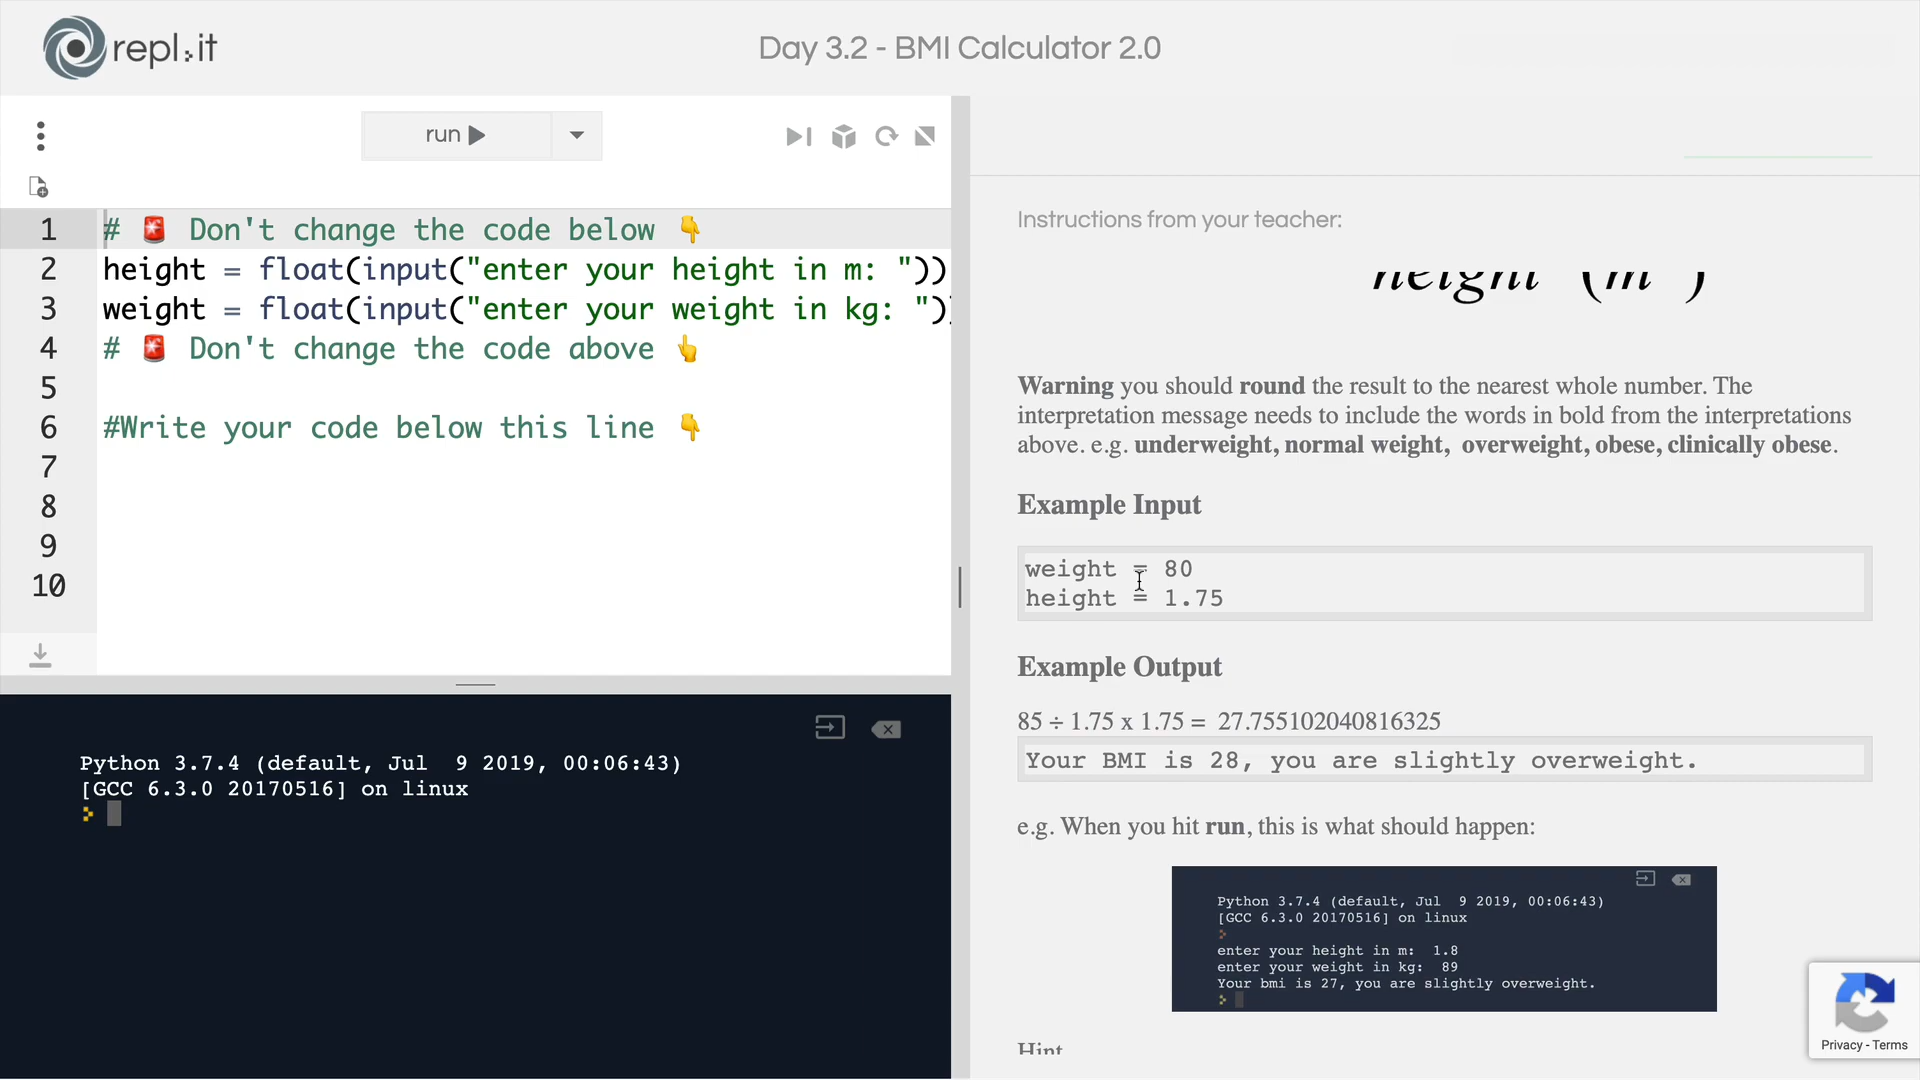 repl.it
Day 3.2 - BMI Calculator 2.0
run
1 # 🚨 Don't change the code below 👇
2 height = float(input("enter your height in m: "))
3 weight = float(input("enter your weight in kg: "))
4 # 🚨 Don't change the code above 👆
5
6 #Write your code below this line 👇
7
8
9
10
Python 3.7.4 (default, Jul  9 2019, 00:06:43)
[GCC 6.3.0 20170516] on linux
Instructions from your teacher:
height (m )
Warning you should round the result to the nearest whole number. The
interpretation message needs to include the words in bold from the interpretations
above. e.g. underweight, normal weight, overweight, obese, clinically obese.
Example Input
weight = 80
height = 1.75
Example Output
85 ÷ 1.75 x 1.75 = 27.755102040816325
Your BMI is 28, you are slightly overweight.
e.g. When you hit run, this is what should happen:
Python 3.7.4 (default, Jul  9 2019, 00:06:43)
[GCC 6.3.0 20170516] on linux
enter your height in m:  1.8
enter your weight in kg:  89
Your bmi is 27, you are slightly overweight.
Hint
Privacy - Terms